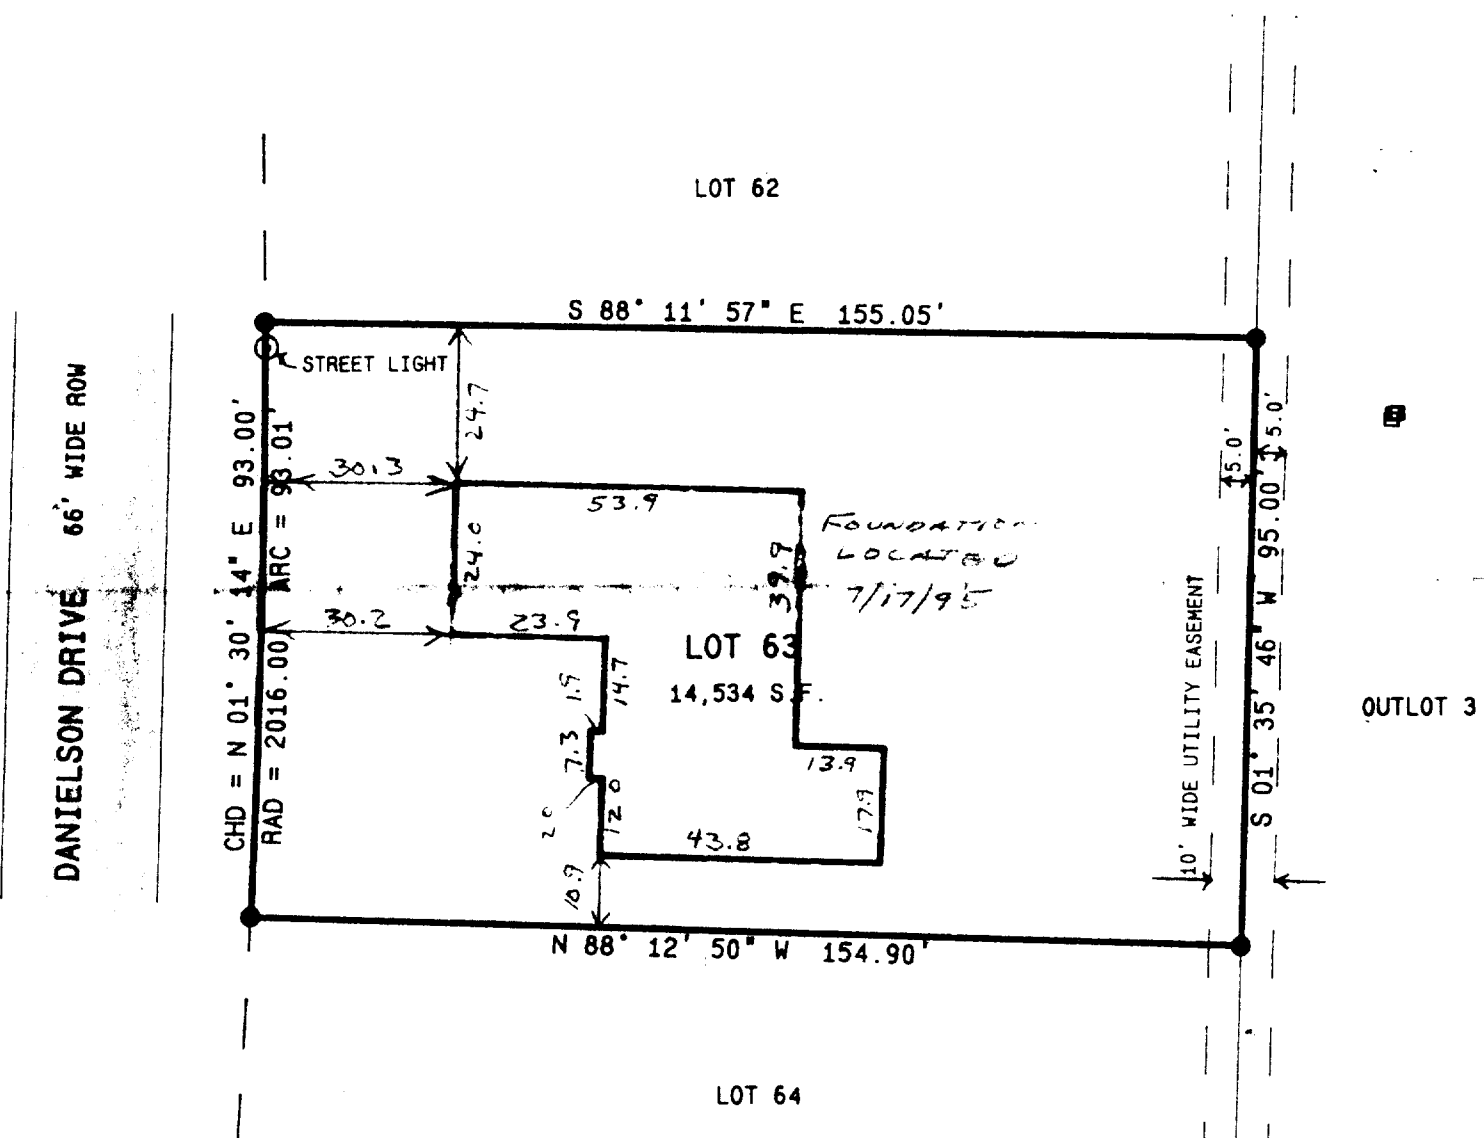 LOT 62
S 88° 11' 57" E 155.05'
STREET LIGHT
24.7
30.3
53.9
24.0
39.9
FOUNDATION
LOCATED
7/17/95
30.2
23.9
LOT 63
14,534 S.F.
1.9
14.7
7.3
2.0
12.0
13.9
17.9
43.8
10.9
N 88° 12' 50" W 154.90'
CHD = N 01° 30' 14" E 93.00'
RAD = 2016.00' ARC = 93.01'
DANIELSON DRIVE 66' WIDE ROW
5.0'
5.0'
10' WIDE UTILITY EASEMENT
S 01° 35' 46" W 95.00'
OUTLOT 3
LOT 64